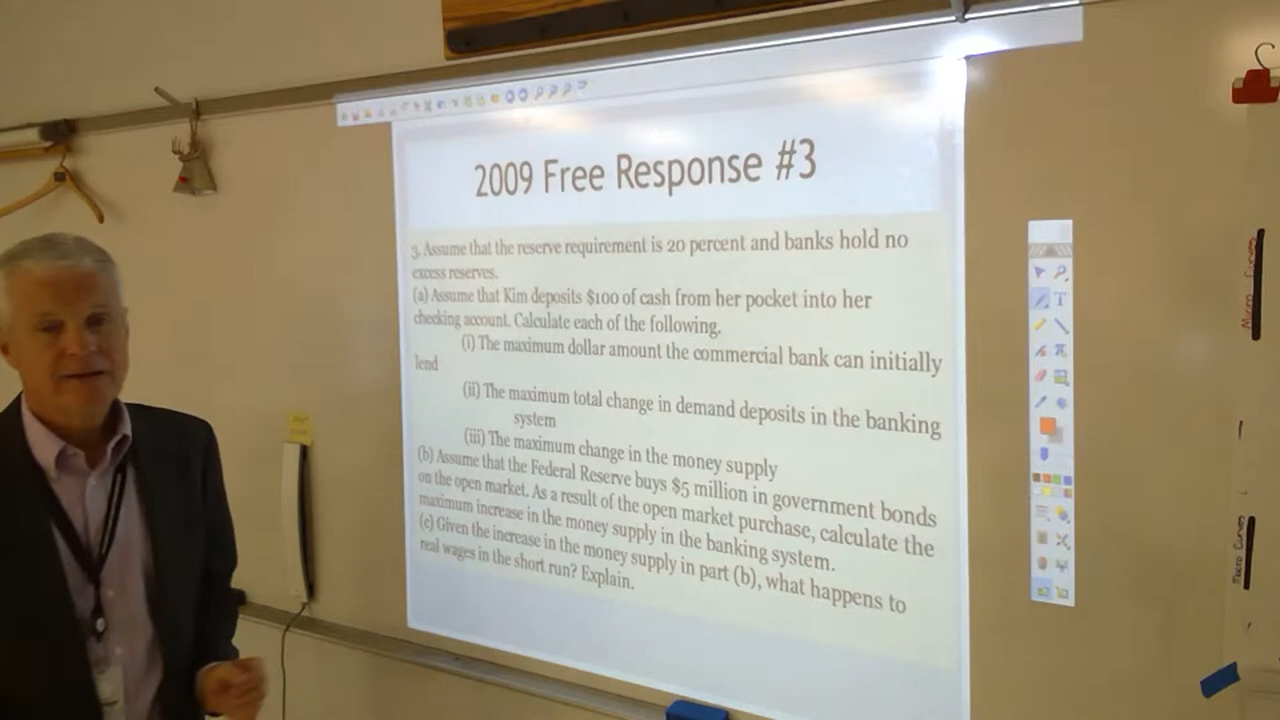 2009 Free Response #3
3. Assume that the reserve requirement is 20 percent and banks hold no
excess reserves.
(a) Assume that Kim deposits $100 of cash from her pocket into her
checking account. Calculate each of the following.
(i) The maximum dollar amount the commercial bank can initially
lend
(ii) The maximum total change in demand deposits in the banking
system
(iii) The maximum change in the money supply
(b) Assume that the Federal Reserve buys $5 million in government bonds
on the open market. As a result of the open market purchase, calculate the
maximum increase in the money supply in the banking system.
(c) Given the increase in the money supply in part (b), what happens to
real wages in the short run? Explain.
T
Micro Curves
Macro Curves